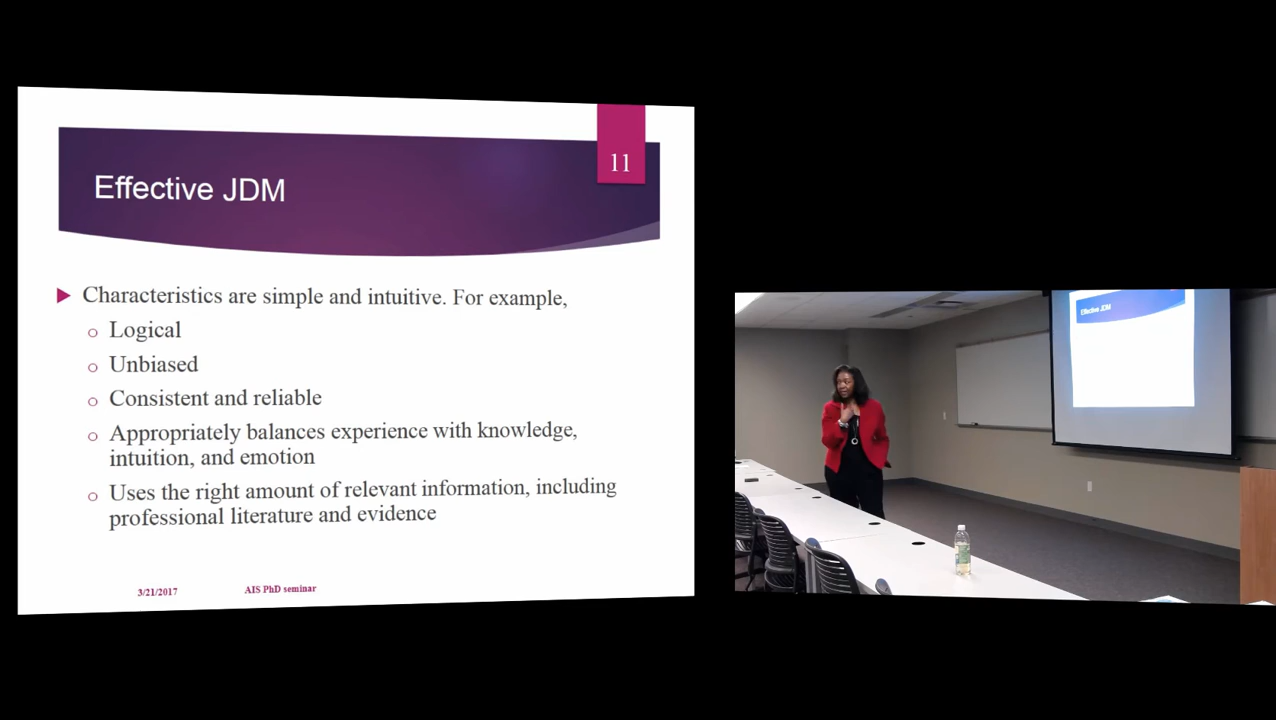 11
Effective JDM
Characteristics are simple and intuitive. For example,
Logical
Unbiased
Consistent and reliable
Appropriately balances experience with knowledge,
intuition, and emotion
Uses the right amount of relevant information, including
professional literature and evidence
3/21/2017 AIS PhD seminar
Effective JDM